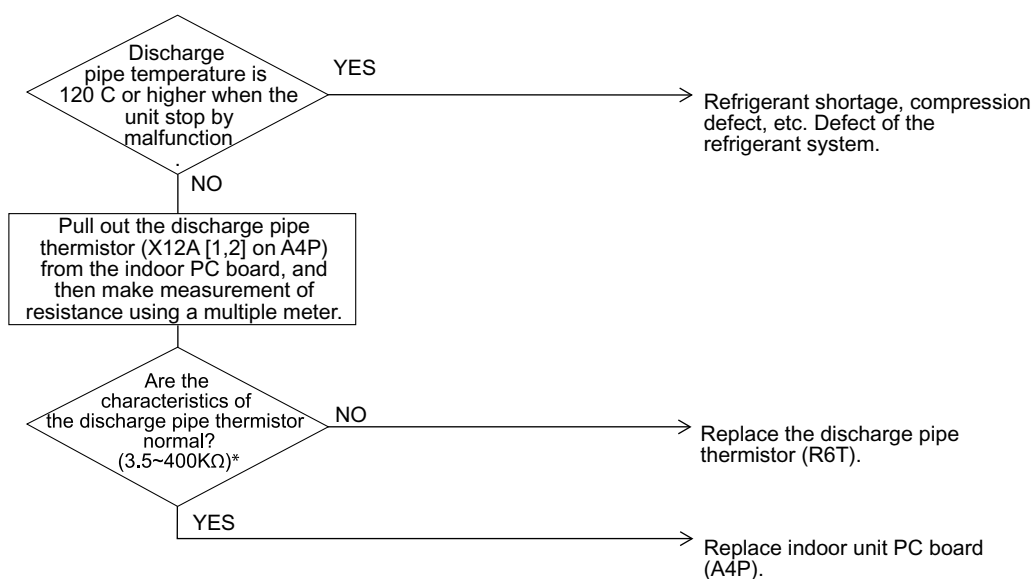 Discharge
pipe temperature is
120 C or higher when the
unit stop by
malfunction
.
YES
Refrigerant shortage, compression
defect, etc. Defect of the
refrigerant system.
NO
Pull out the discharge pipe
thermistor (X12A [1,2] on A4P)
from the indoor PC board, and
then make measurement of
resistance using a multiple meter.
Are the
characteristics of
the discharge pipe thermistor
normal?
(3.5~400KΩ)*
NO
Replace the discharge pipe
thermistor (R6T).
YES
Replace indoor unit PC board
(A4P).